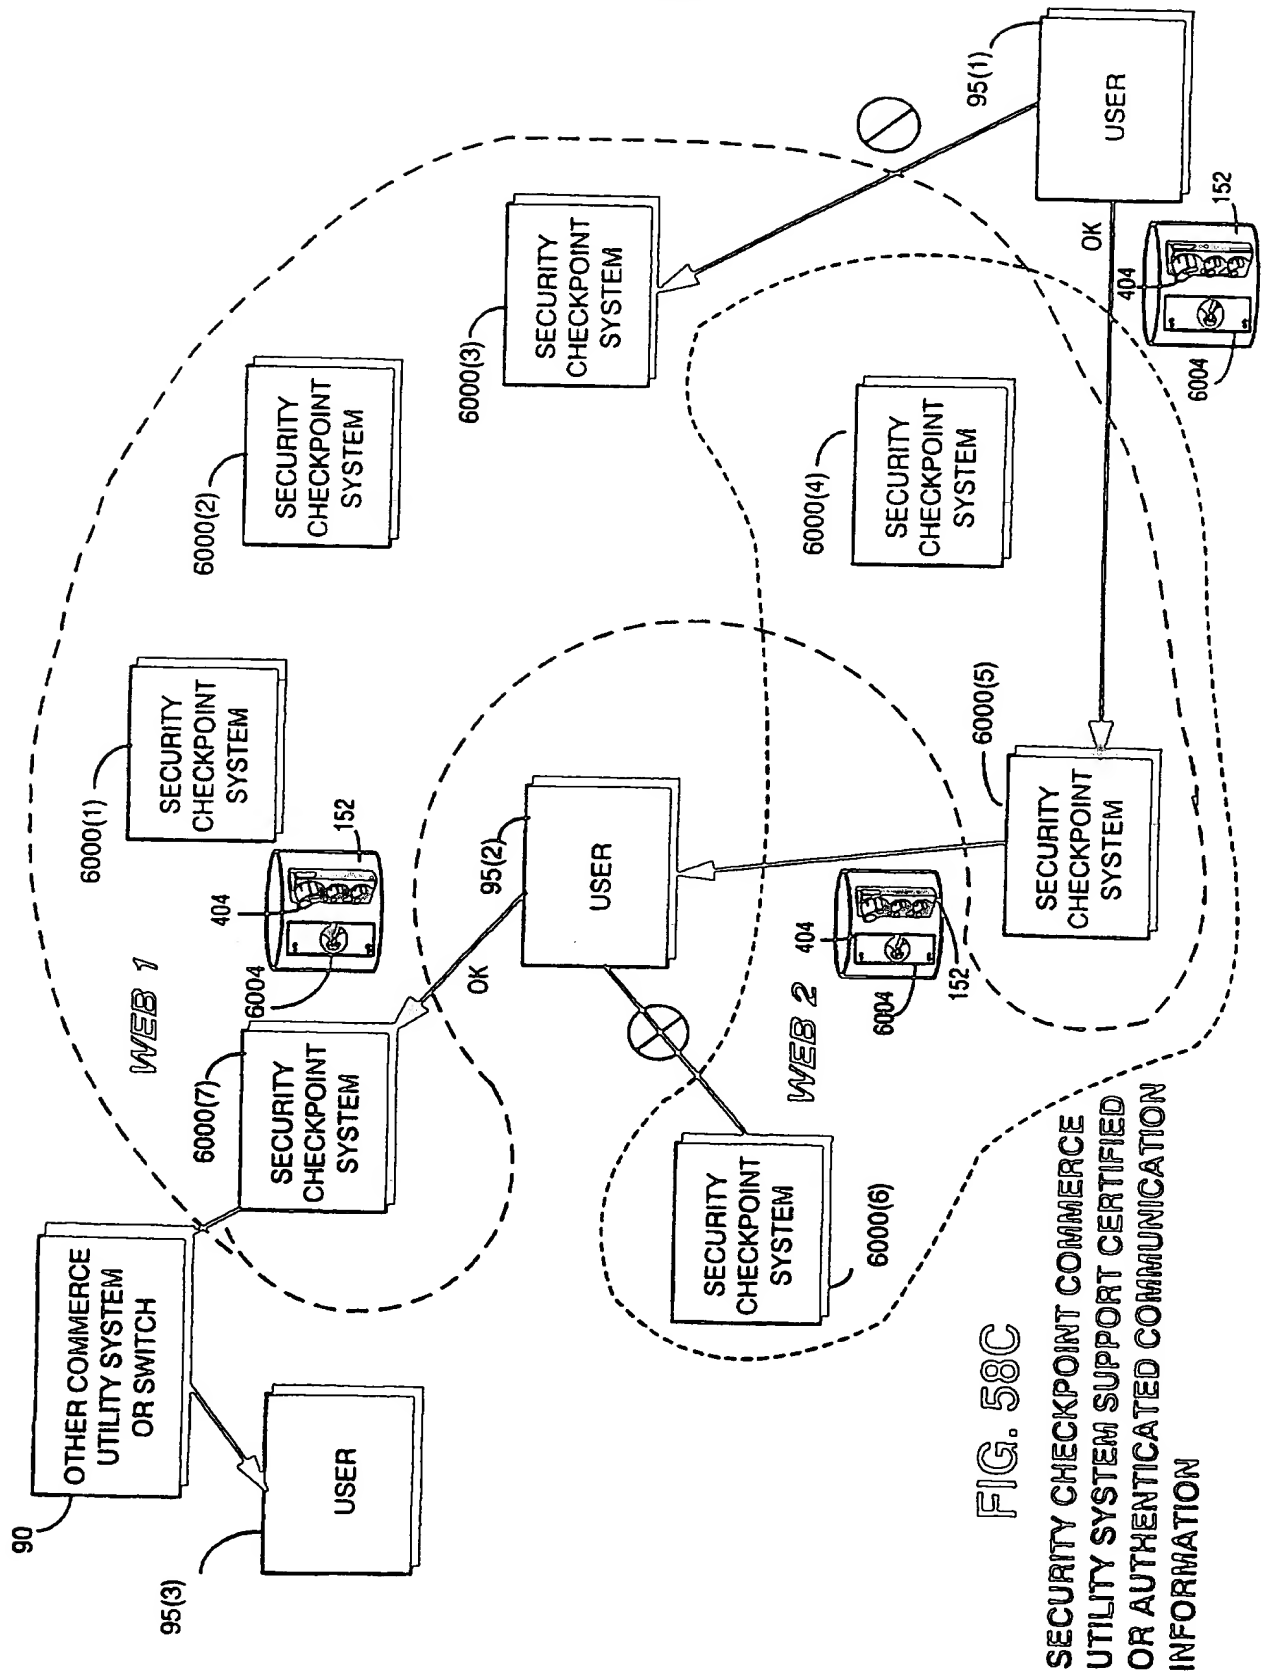 90
OTHER COMMERCE
UTILITY SYSTEM
OR SWITCH
95(3)
USER
WEB 1
6000(1)
SECURITY
CHECKPOINT
SYSTEM
6000(2)
SECURITY
CHECKPOINT
SYSTEM
6000(3)
SECURITY
CHECKPOINT
SYSTEM
6000(7)
SECURITY
CHECKPOINT
SYSTEM
404
152
6004
OK
95(2)
USER
95(1)
USER
OK
404
152
6004
6000(4)
SECURITY
CHECKPOINT
SYSTEM
6000(5)
SECURITY
CHECKPOINT
SYSTEM
WEB 2
404
6004
152
SECURITY
CHECKPOINT
SYSTEM
6000(6)
FIG. 58C
SECURITY CHECKPOINT COMMERCE
UTILITY SYSTEM SUPPORT CERTIFIED
OR AUTHENTICATED COMMUNICATION
INFORMATION